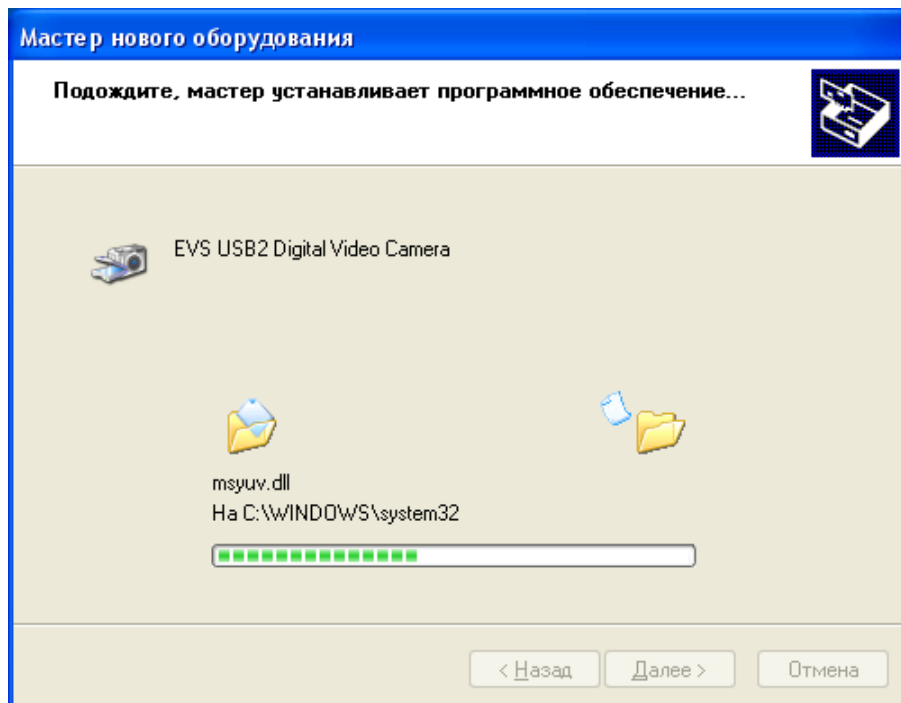 Мастер нового оборудования
Подождите, мастер устанавливает программное обеспечение...
EVS USB2 Digital Video Camera
msyuv.dll
На C:\WINDOWS\system32
< Назад
Далее >
Отмена